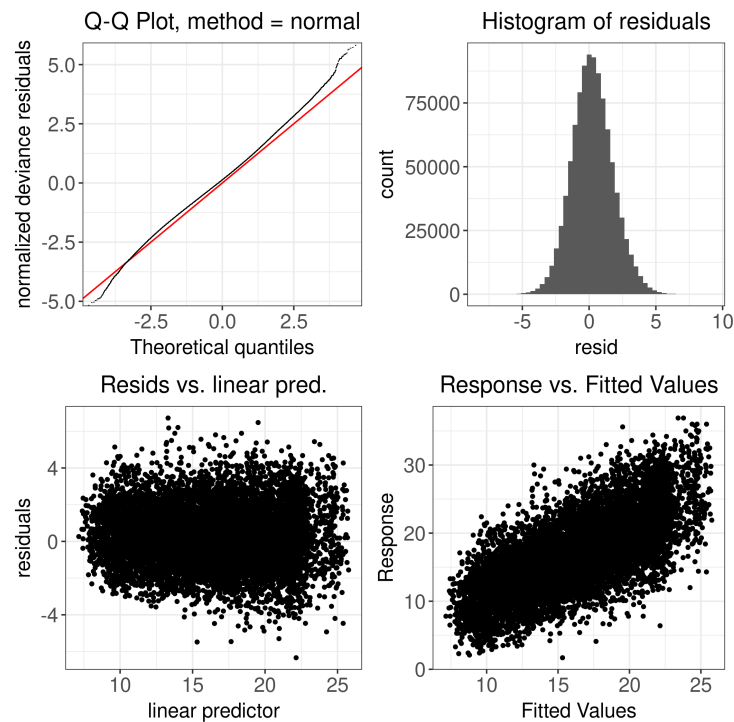 Q-Q Plot, method = normal
normalized deviance residuals
5.0
2.5
0.0
-2.5
-5.0
-2.5 0.0 2.5
Theoretical quantiles
Histogram of residuals
count
75000
50000
25000
0
-5 0 5 10
resid
Resids vs. linear pred.
residuals
4
0
-4
10 15 20 25
linear predictor
Response vs. Fitted Values
Response
30
20
10
0
10 15 20 25
Fitted Values